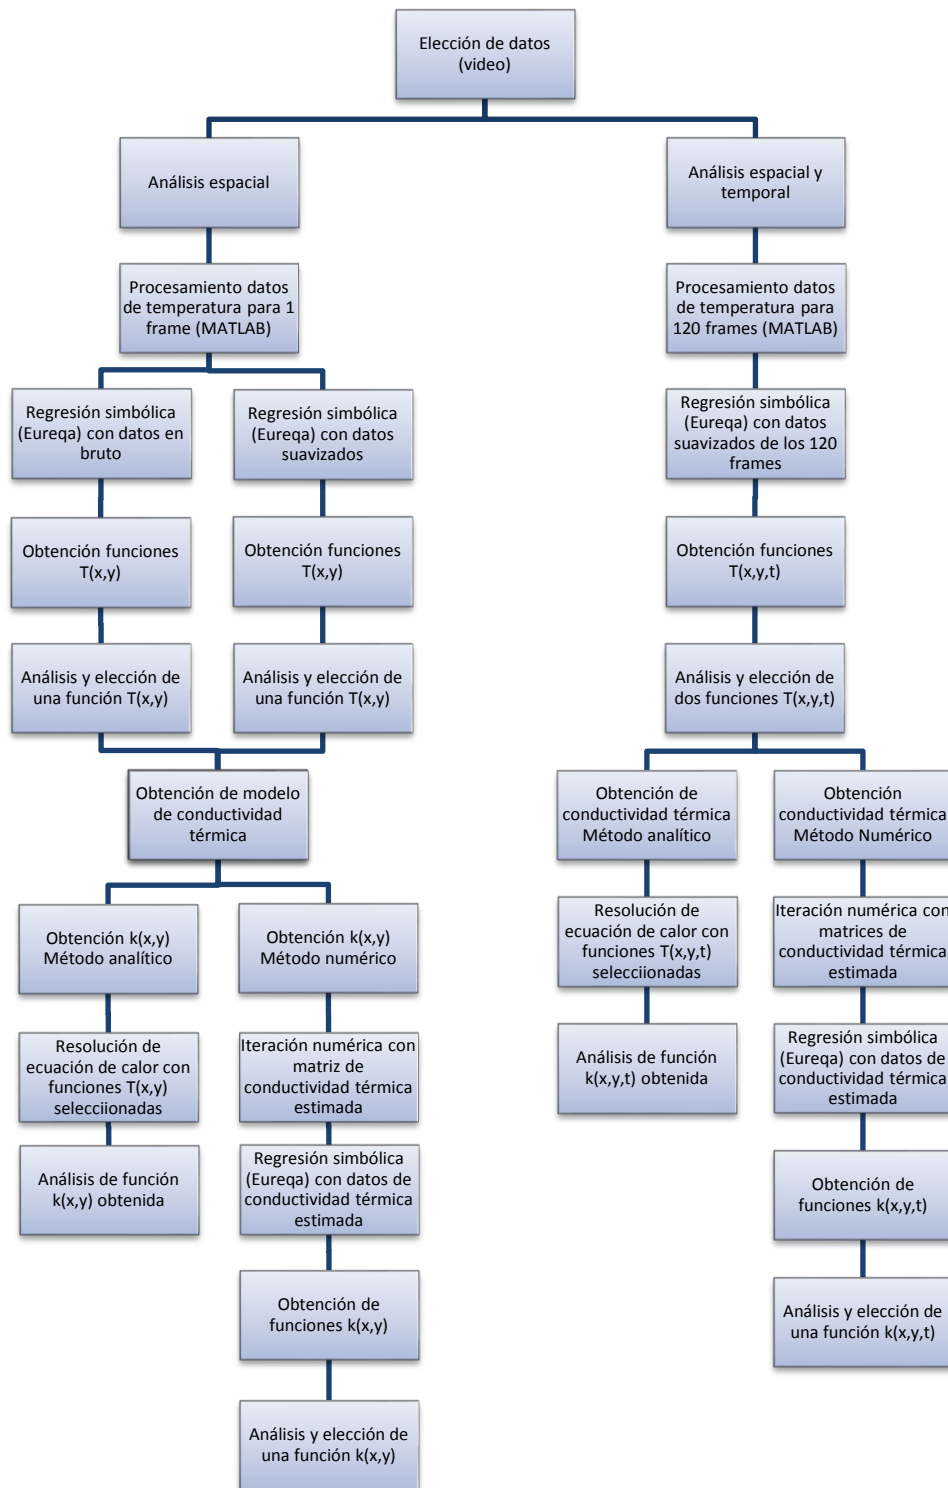 Elección de datos
(video)
Análisis espacial
Análisis espacial y
temporal
Procesamiento datos
de temperatura para 1
frame (MATLAB)
Procesamiento datos
de temperatura para
120 frames (MATLAB)
Regresión simbólica
(Eureqa) con datos en
bruto
Regresión simbólica
(Eureqa) con datos
suavizados
Regresión simbólica
(Eureqa) con datos
suavizados de los 120
frames
Obtención funciones
T(x,y)
Obtención funciones
T(x,y)
Obtención funciones
T(x,y,t)
Análisis y elección de
una función T(x,y)
Análisis y elección de
una función T(x,y)
Análisis y elección de
dos funciones T(x,y,t)
Obtención de modelo
de conductividad
térmica
Obtención de
conductividad térmica
Método analítico
Obtención
conductividad térmica
Método Numérico
Obtención k(x,y)
Método analítico
Obtención k(x,y)
Método numérico
Resolución de
ecuación de calor con
funciones T(x,y,t)
selecciionadas
Iteración numérica con
matrices de
conductividad térmica
estimada
Resolución de
ecuación de calor con
funciones T(x,y)
selecciionadas
Iteración numérica con
matriz de
conductividad térmica
estimada
Análisis de función
k(x,y,t) obtenida
Regresión simbólica
(Eureqa) con datos de
conductividad térmica
estimada
Análisis de función
k(x,y) obtenida
Regresión simbólica
(Eureqa) con datos de
conductividad térmica
estimada
Obtención de
funciones k(x,y,t)
Obtención de
funciones k(x,y)
Análisis y elección de
una función k(x,y,t)
Análisis y elección de
una función k(x,y)